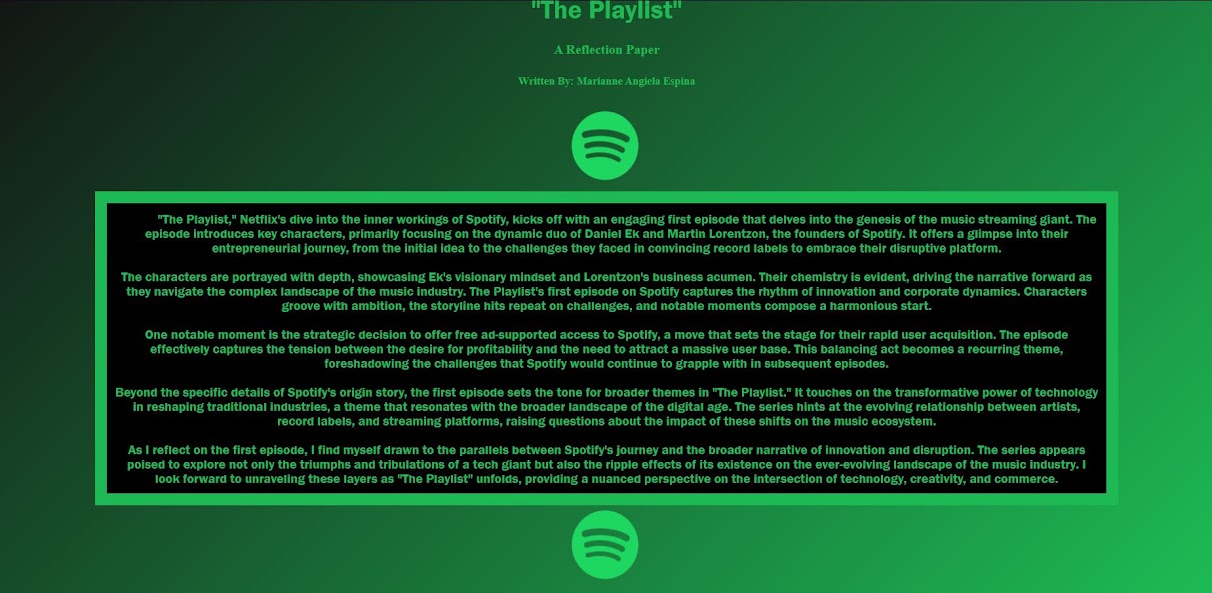 "The Playlist"
A Reflection Paper
Written By: Marianne Angiela Espina
"The Playlist," Netflix's dive into the inner workings of Spotify, kicks off with an engaging first episode that delves into the genesis of the music streaming giant. The
episode introduces key characters, primarily focusing on the dynamic duo of Daniel Ek and Martin Lorentzon, the founders of Spotify. It offers a glimpse into their
entrepreneurial journey, from the initial idea to the challenges they faced in convincing record labels to embrace their disruptive platform.
The characters are portrayed with depth, showcasing Ek's visionary mindset and Lorentzon's business acumen. Their chemistry is evident, driving the narrative forward as
they navigate the complex landscape of the music industry. The Playlist's first episode on Spotify captures the rhythm of innovation and corporate dynamics. Characters
groove with ambition, the storyline hits repeat on challenges, and notable moments compose a harmonious start.
One notable moment is the strategic decision to offer free ad-supported access to Spotify, a move that sets the stage for their rapid user acquisition. The episode
effectively captures the tension between the desire for profitability and the need to attract a massive user base. This balancing act becomes a recurring theme,
foreshadowing the challenges that Spotify would continue to grapple with in subsequent episodes.
Beyond the specific details of Spotify's origin story, the first episode sets the tone for broader themes in "The Playlist." It touches on the transformative power of technology
in reshaping traditional industries, a theme that resonates with the broader landscape of the digital age. The series hints at the evolving relationship between artists,
record labels, and streaming platforms, raising questions about the impact of these shifts on the music ecosystem.
As I reflect on the first episode, I find myself drawn to the parallels between Spotify's journey and the broader narrative of innovation and disruption. The series appears
poised to explore not only the triumphs and tribulations of a tech giant but also the ripple effects of its existence on the ever-evolving landscape of the music industry. I
look forward to unraveling these layers as "The Playlist" unfolds, providing a nuanced perspective on the intersection of technology, creativity, and commerce.